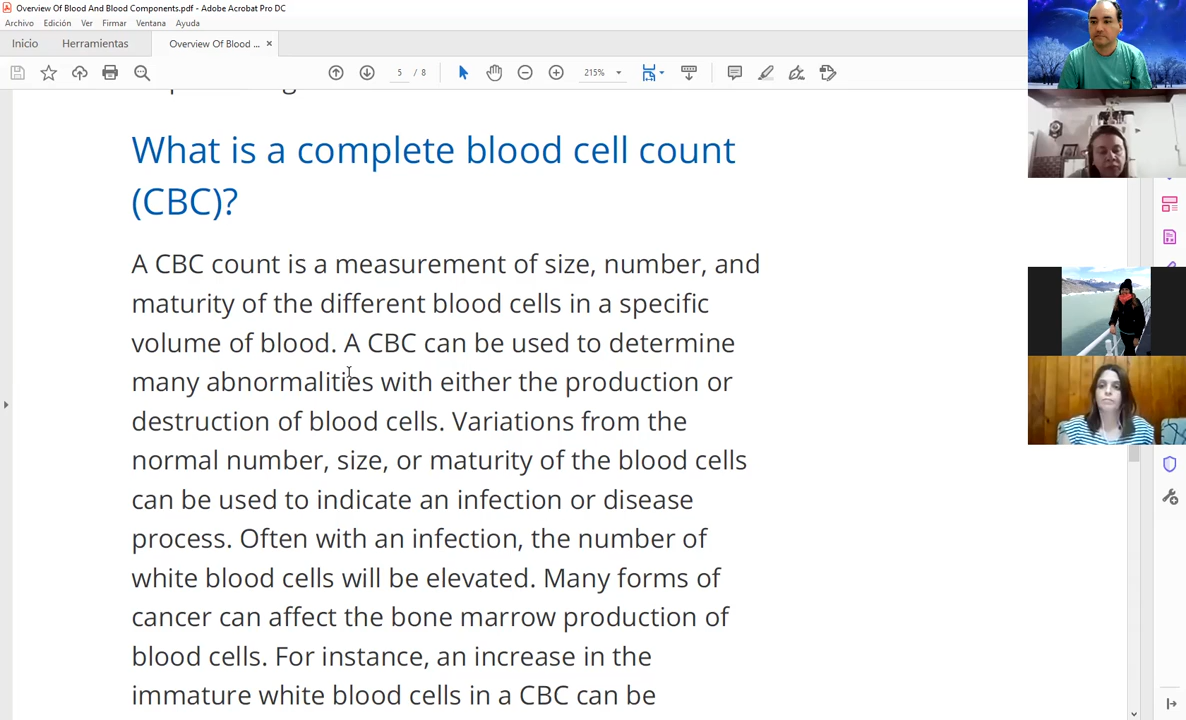 Overview Of Blood And Blood Components.pdf - Adobe Acrobat Pro DC
Archivo Edición Ver Firmar Ventana Ayuda
Inicio Herramientas Overview Of Blood ... ×
5 / 8 215%
What is a complete blood cell count
(CBC)?
A CBC count is a measurement of size, number, and
maturity of the different blood cells in a specific
volume of blood. A CBC can be used to determine
many abnormalities with either the production or
destruction of blood cells. Variations from the
normal number, size, or maturity of the blood cells
can be used to indicate an infection or disease
process. Often with an infection, the number of
white blood cells will be elevated. Many forms of
cancer can affect the bone marrow production of
blood cells. For instance, an increase in the
immature white blood cells in a CBC can be